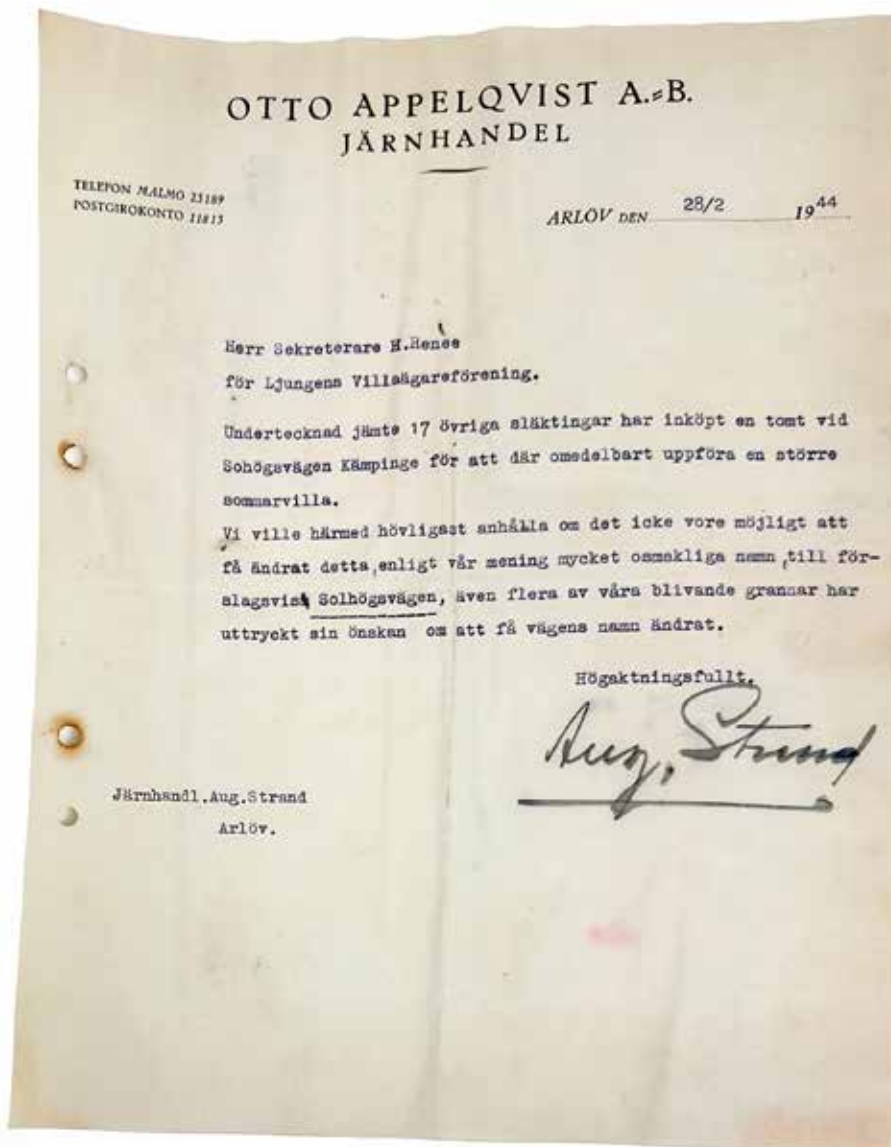 OTTO APPELQVIST A.=B.
JÄRNHANDEL
TELEFON MALMÖ 25189
POSTGIROKONTO 11815
ARLÖV DEN 28/2 1944
Herr Sekreterare H.Henée
för Ljungens Villaägareförening.
Undertecknad jämte 17 övriga släktingar har inköpt en tomt vid
Sohögsvägen Kämpinge för att där omedelbart uppföra en större
sommarvilla.
Vi ville härmed hövligast anhålla om det icke vore möjligt att
få ändrat detta,enligt vår mening mycket osmakliga namn,till för-
slagsvis Solhögsvägen, även flera av våra blivande grannar har
uttryckt sin önskan om att få vägens namn ändrat.
Högaktningsfullt.
Aug. Strand
Järnhandl.Aug.Strand
Arlöv.